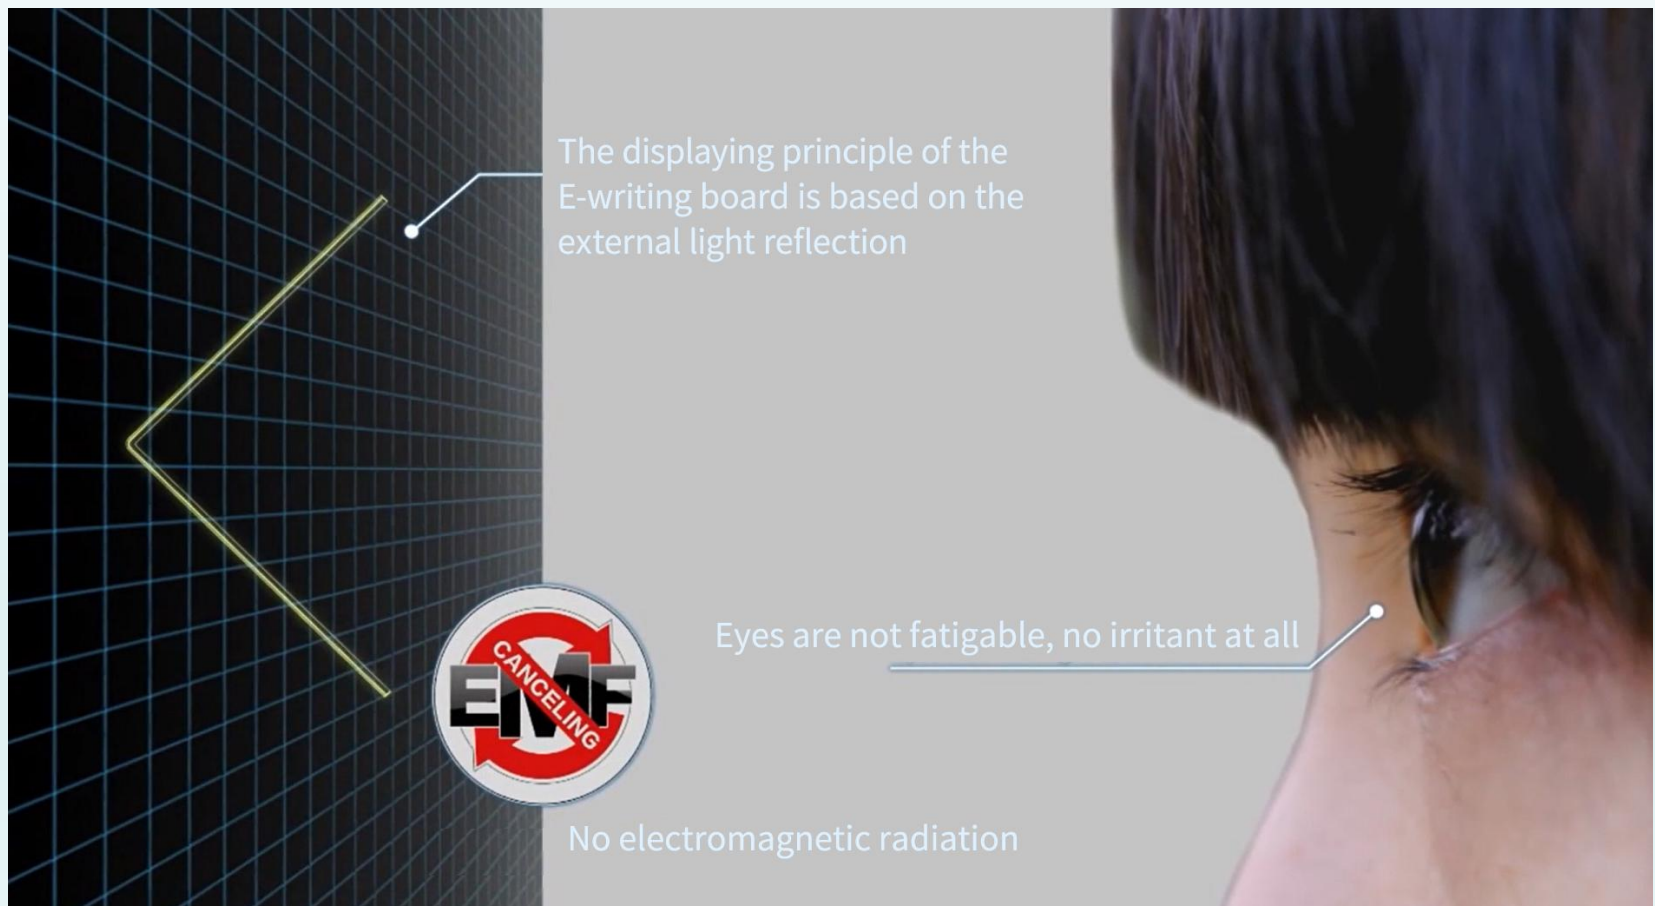 The displaying principle of the
E-writing board is based on the
external light reflection
Eyes are not fatigable, no irritant at all
EMF
CANCELING
No electromagnetic radiation